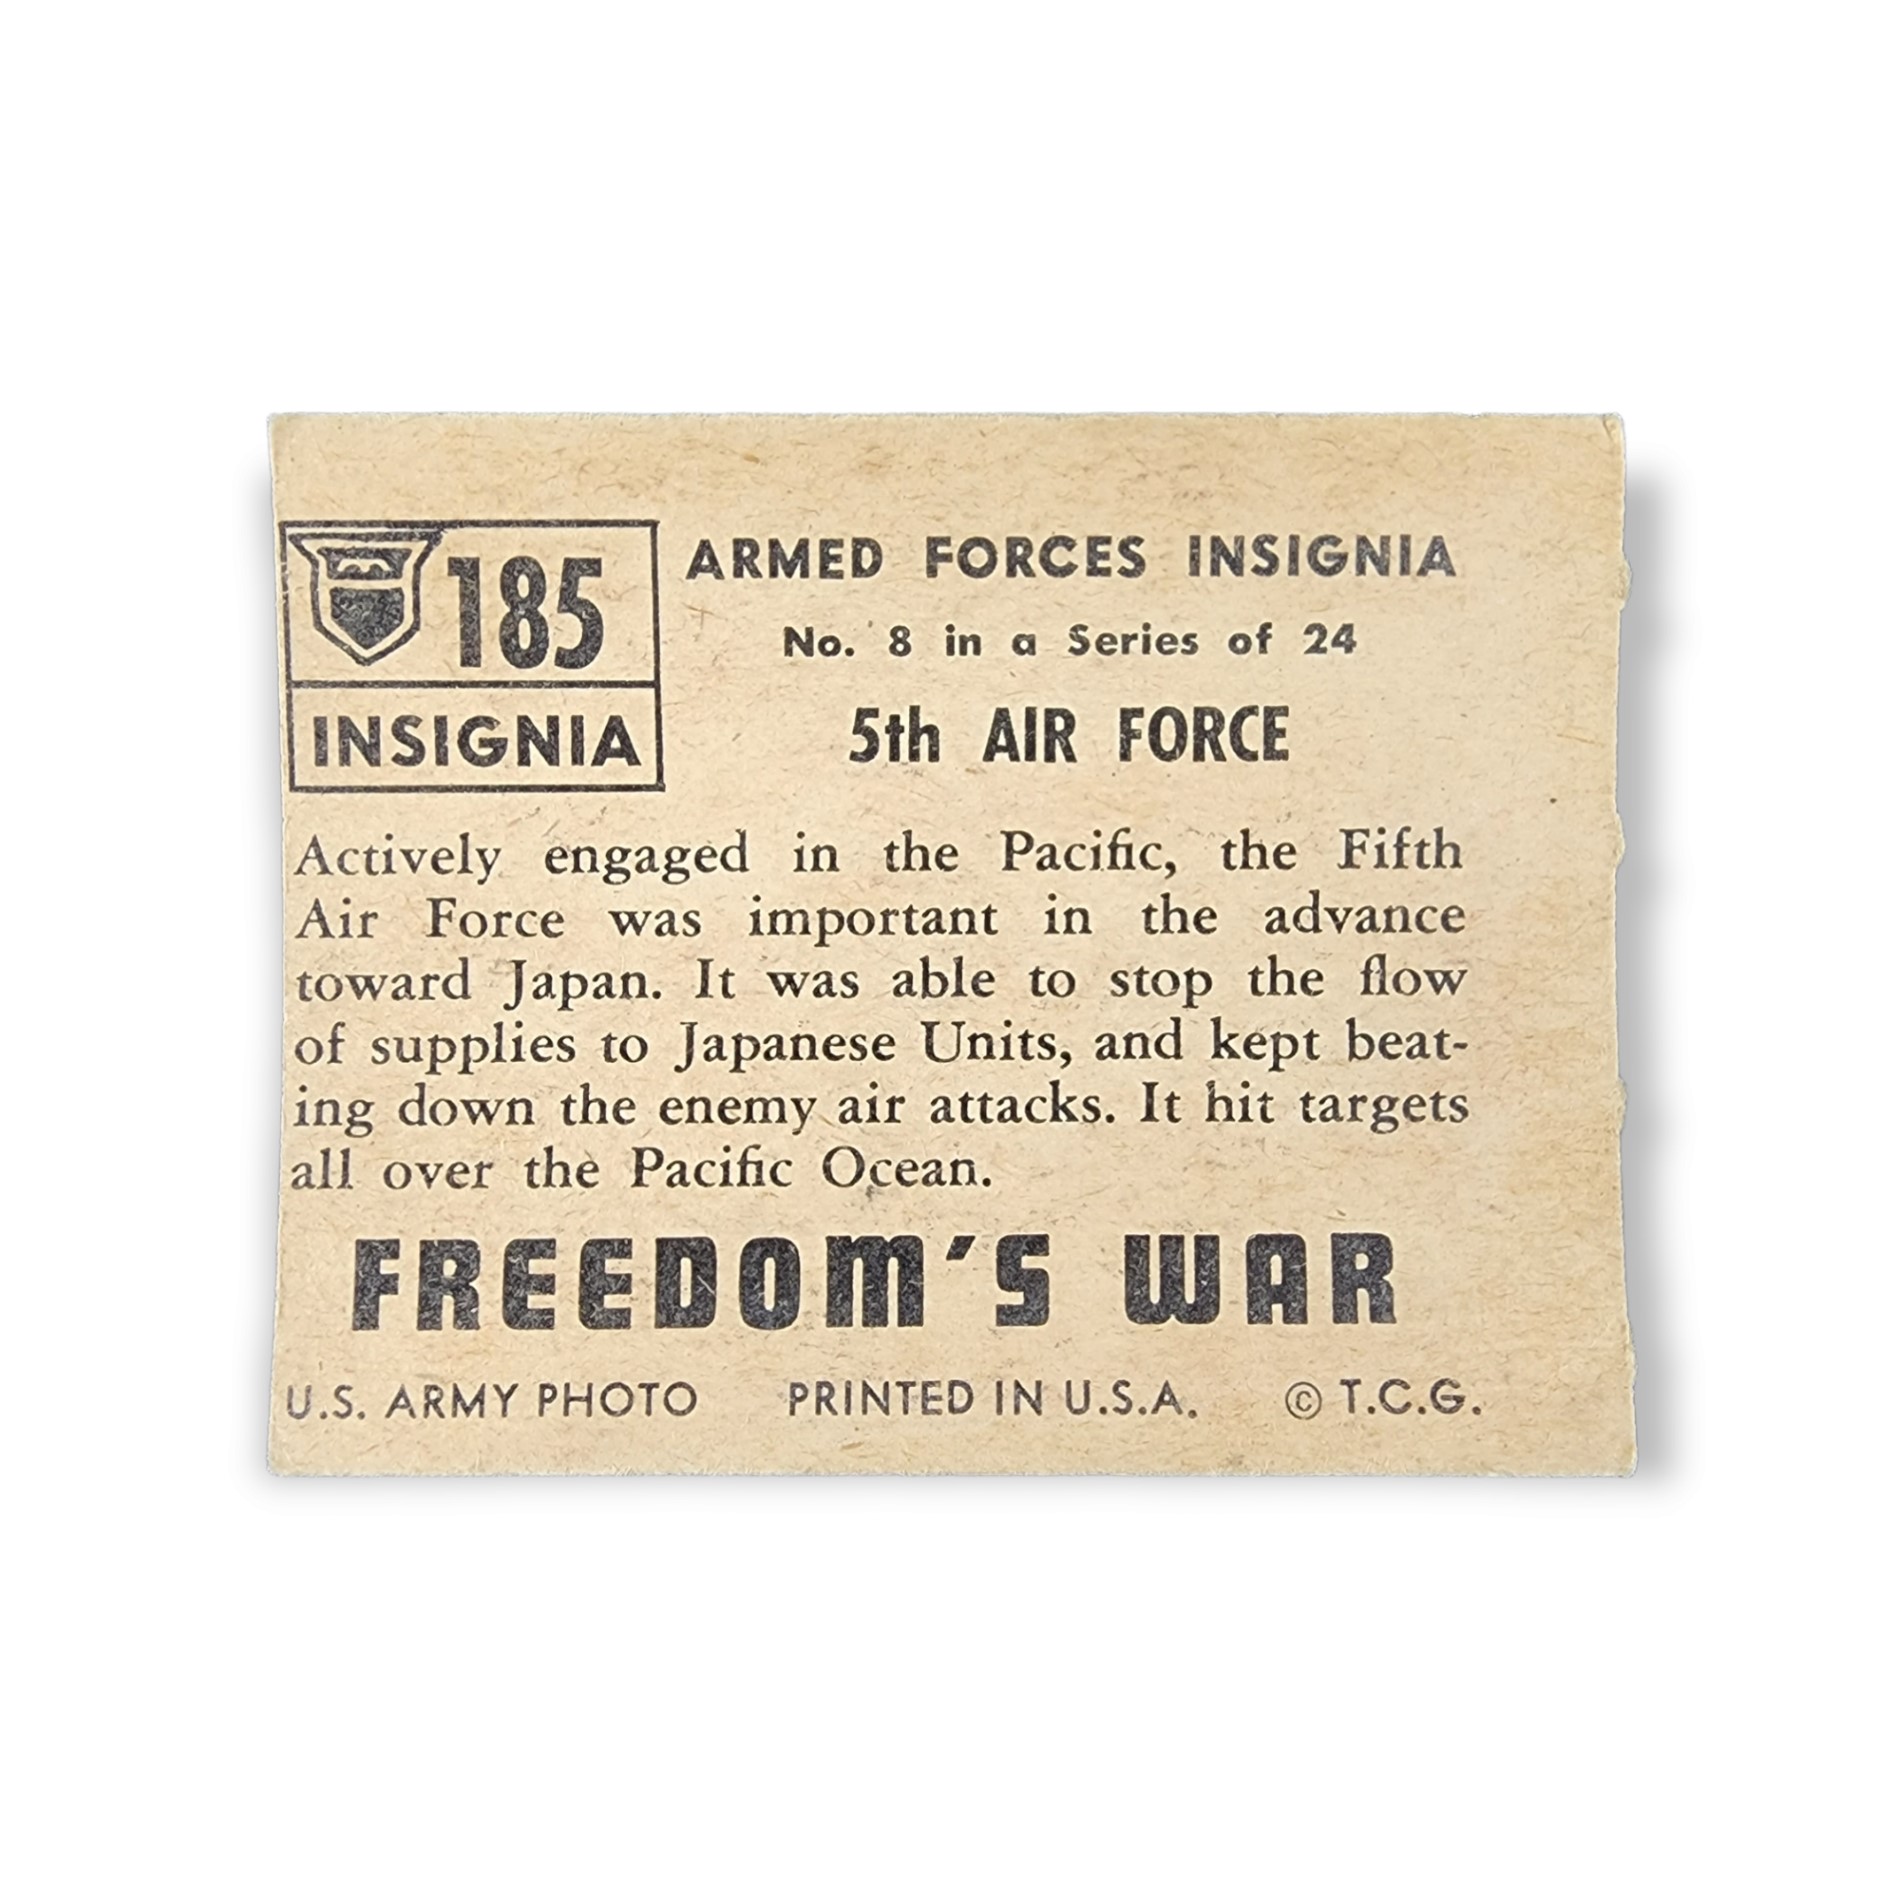 185
INSIGNIA
ARMED FORCES INSIGNIA
No. 8 in a Series of 24
5th AIR FORCE
Actively engaged in the Pacific, the Fifth
Air Force was important in the advance
toward Japan. It was able to stop the flow
of supplies to Japanese Units, and kept beat-
ing down the enemy air attacks. It hit targets
all over the Pacific Ocean.
FREEDOM'S WAR
U.S. ARMY PHOTO PRINTED IN U.S.A. © T.C.G.